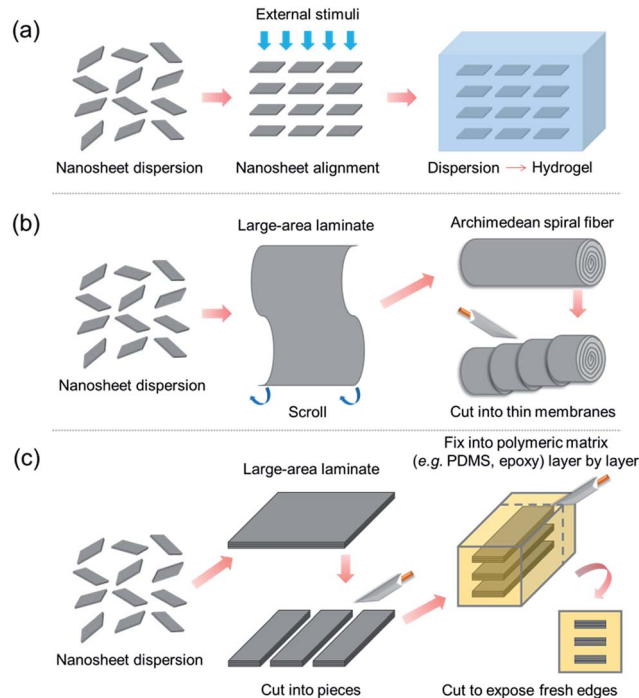 (a)
External stimuli
Nanosheet dispersion
Nanosheet alignment
Dispersion → Hydrogel
(b)
Large-area laminate
Archimedean spiral fiber
Nanosheet dispersion
Scroll
Cut into thin membranes
(c)
Fix into polymeric matrix
(e.g. PDMS, epoxy) layer by layer
Large-area laminate
Nanosheet dispersion
Cut into pieces
Cut to expose fresh edges